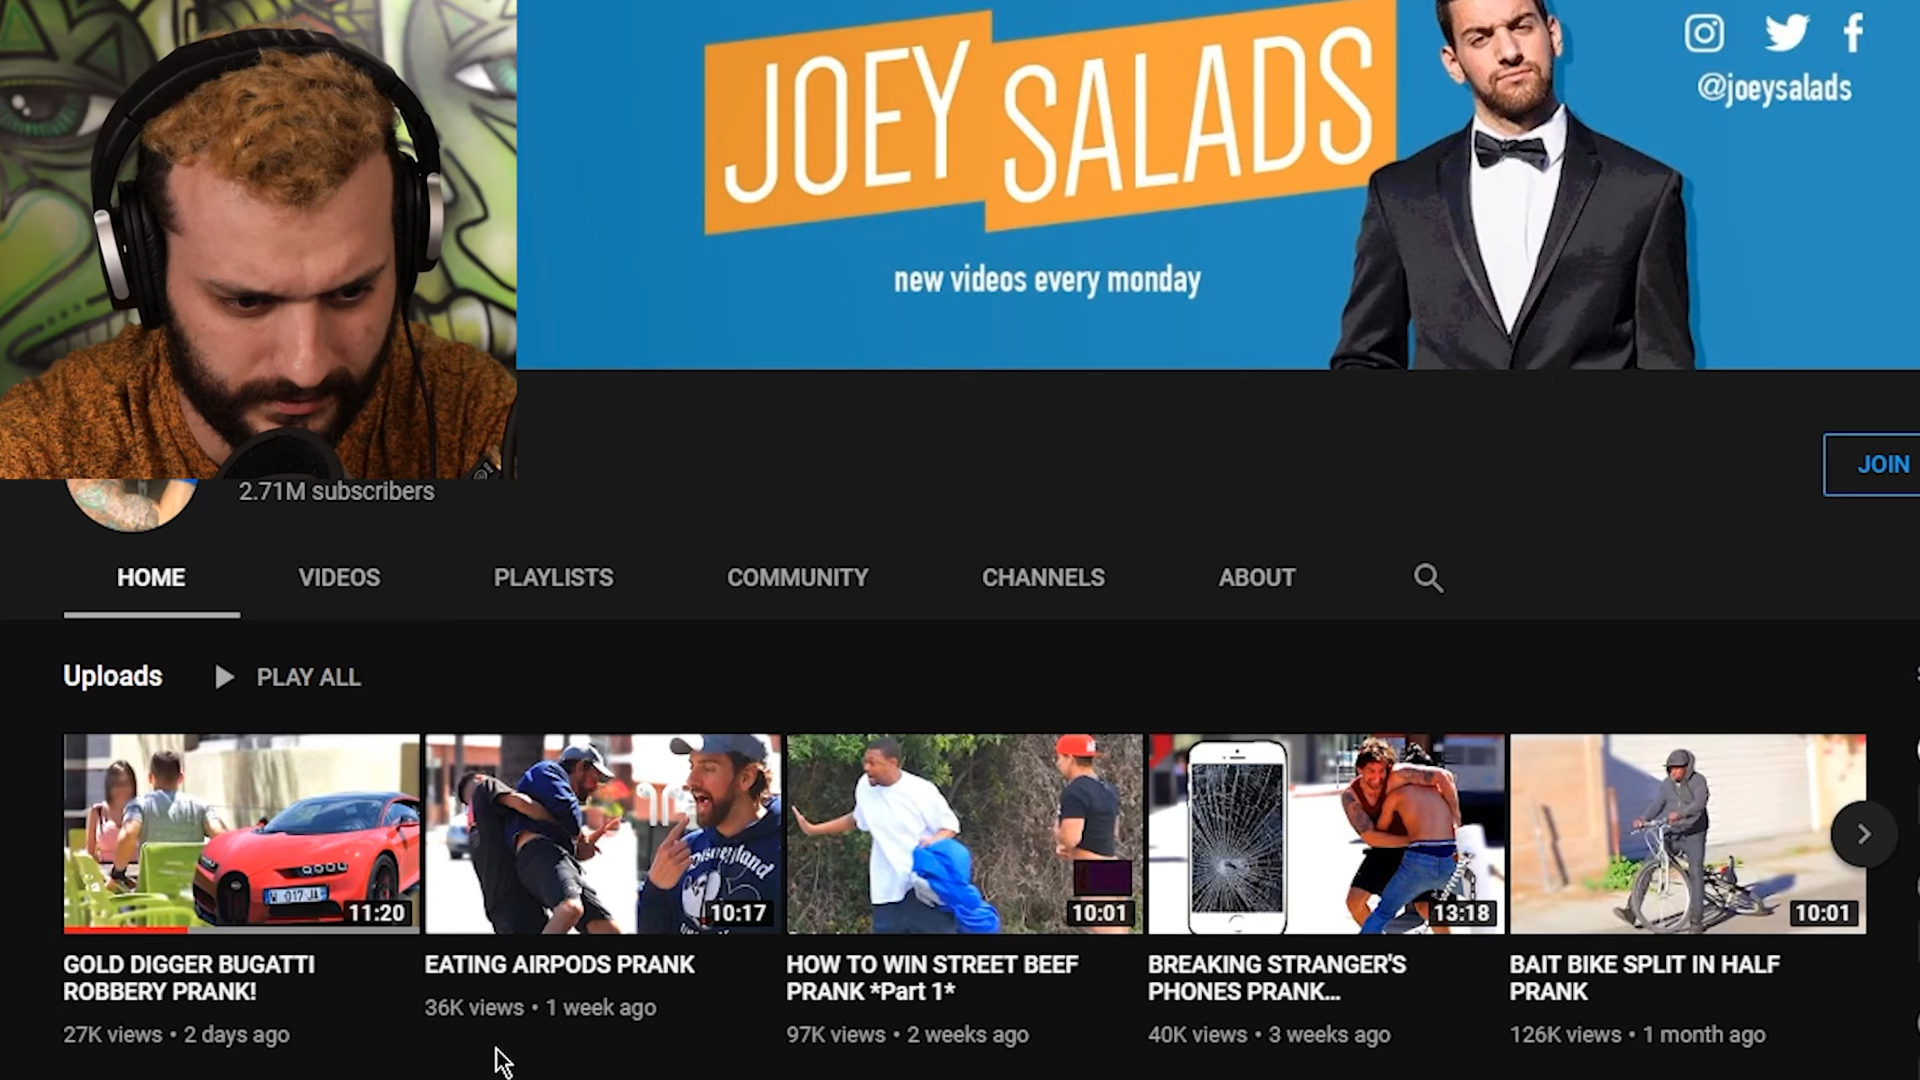 JOEY SALADS
@joeysalads
new videos every monday
2.71M subscribers
JOIN
HOME VIDEOS PLAYLISTS COMMUNITY CHANNELS ABOUT
Uploads PLAY ALL
Disneyland
W 017 JA
11:20
10:17
10:01
13:18
10:01
GOLD DIGGER BUGATTI
ROBBERY PRANK!
27K views • 2 days ago
EATING AIRPODS PRANK
36K views • 1 week ago
HOW TO WIN STREET BEEF
PRANK *Part 1*
97K views • 2 weeks ago
BREAKING STRANGER'S
PHONES PRANK...
40K views • 3 weeks ago
BAIT BIKE SPLIT IN HALF
PRANK
126K views • 1 month ago